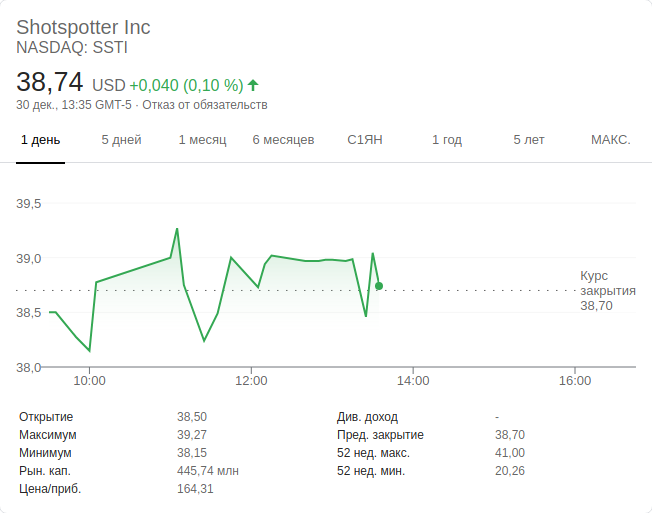 Shotspotter Inc
NASDAQ: SSTI
38,74 USD +0,040 (0,10 %)
30 дек., 13:35 GMT-5 · Отказ от обязательств
1 день 5 дней 1 месяц 6 месяцев С1ЯН 1 год 5 лет МАКС.
39,5
39,0
38,5
38,0
Курс
закрытия
38,70
10:00 12:00 14:00 16:00
Открытие 38,50 Див. доход -
Максимум 39,27 Пред. закрытие 38,70
Минимум 38,15 52 нед. макс. 41,00
Рын. кап. 445,74 млн 52 нед. мин. 20,26
Цена/приб. 164,31